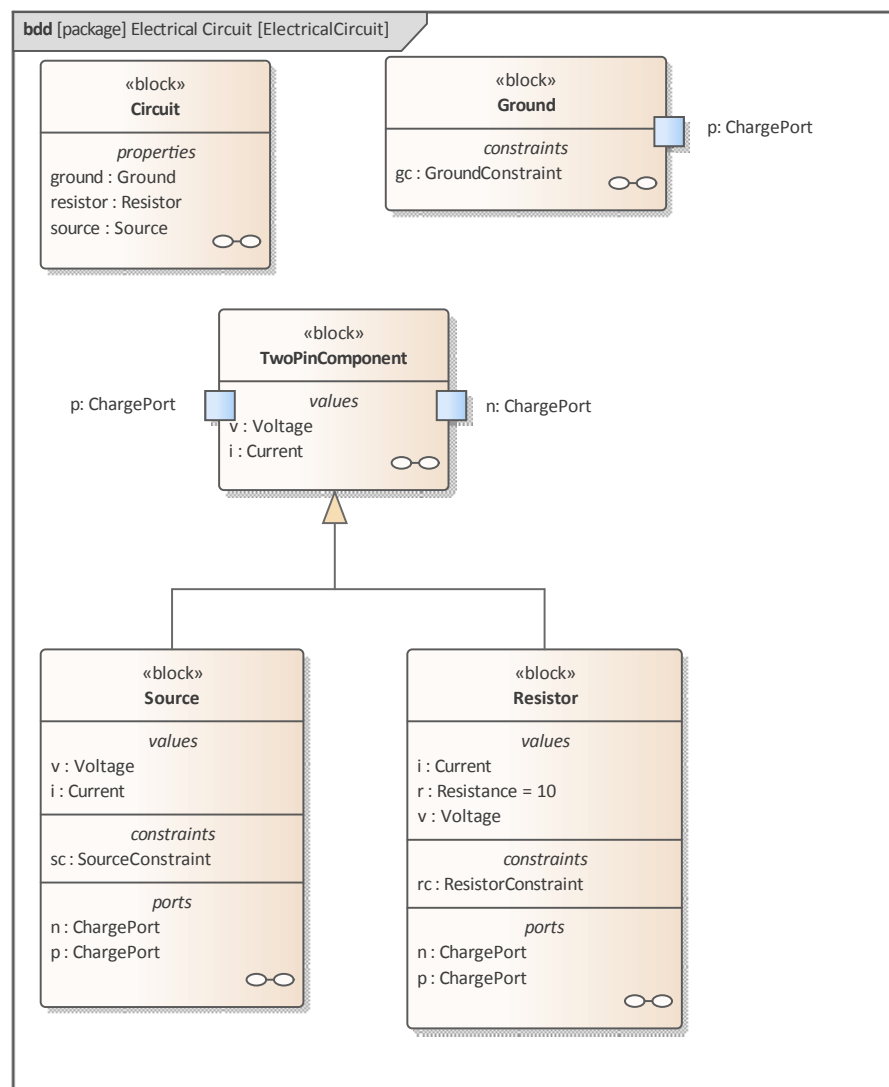 bdd [package] Electrical Circuit [ElectricalCircuit]
«block»
Circuit
properties
ground : Ground
resistor : Resistor
source : Source
«block»
Ground
constraints
gc : GroundConstraint
p: ChargePort
«block»
TwoPinComponent
values
v : Voltage
i : Current
p: ChargePort
n: ChargePort
«block»
Source
values
v : Voltage
i : Current
constraints
sc : SourceConstraint
ports
n : ChargePort
p : ChargePort
«block»
Resistor
values
i : Current
r : Resistance = 10
v : Voltage
constraints
rc : ResistorConstraint
ports
n : ChargePort
p : ChargePort